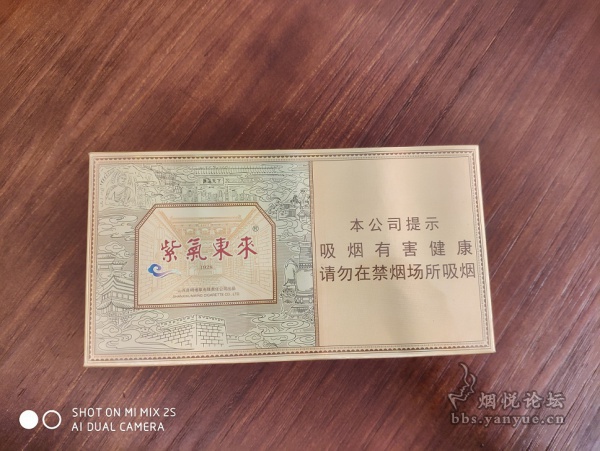 紫氣東來
®
本公司提示
吸烟有害健康
请勿在禁烟场所吸烟
SHOT ON MI MIX 2S
AI DUAL CAMERA
烟悦论坛
bbs.yanyue.cn